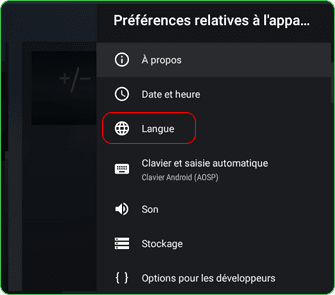 Préférences relatives à l'appa...
À propos
Date et heure
Langue
Clavier et saisie automatique
Clavier Android (AOSP)
Son
Stockage
Options pour les développeurs